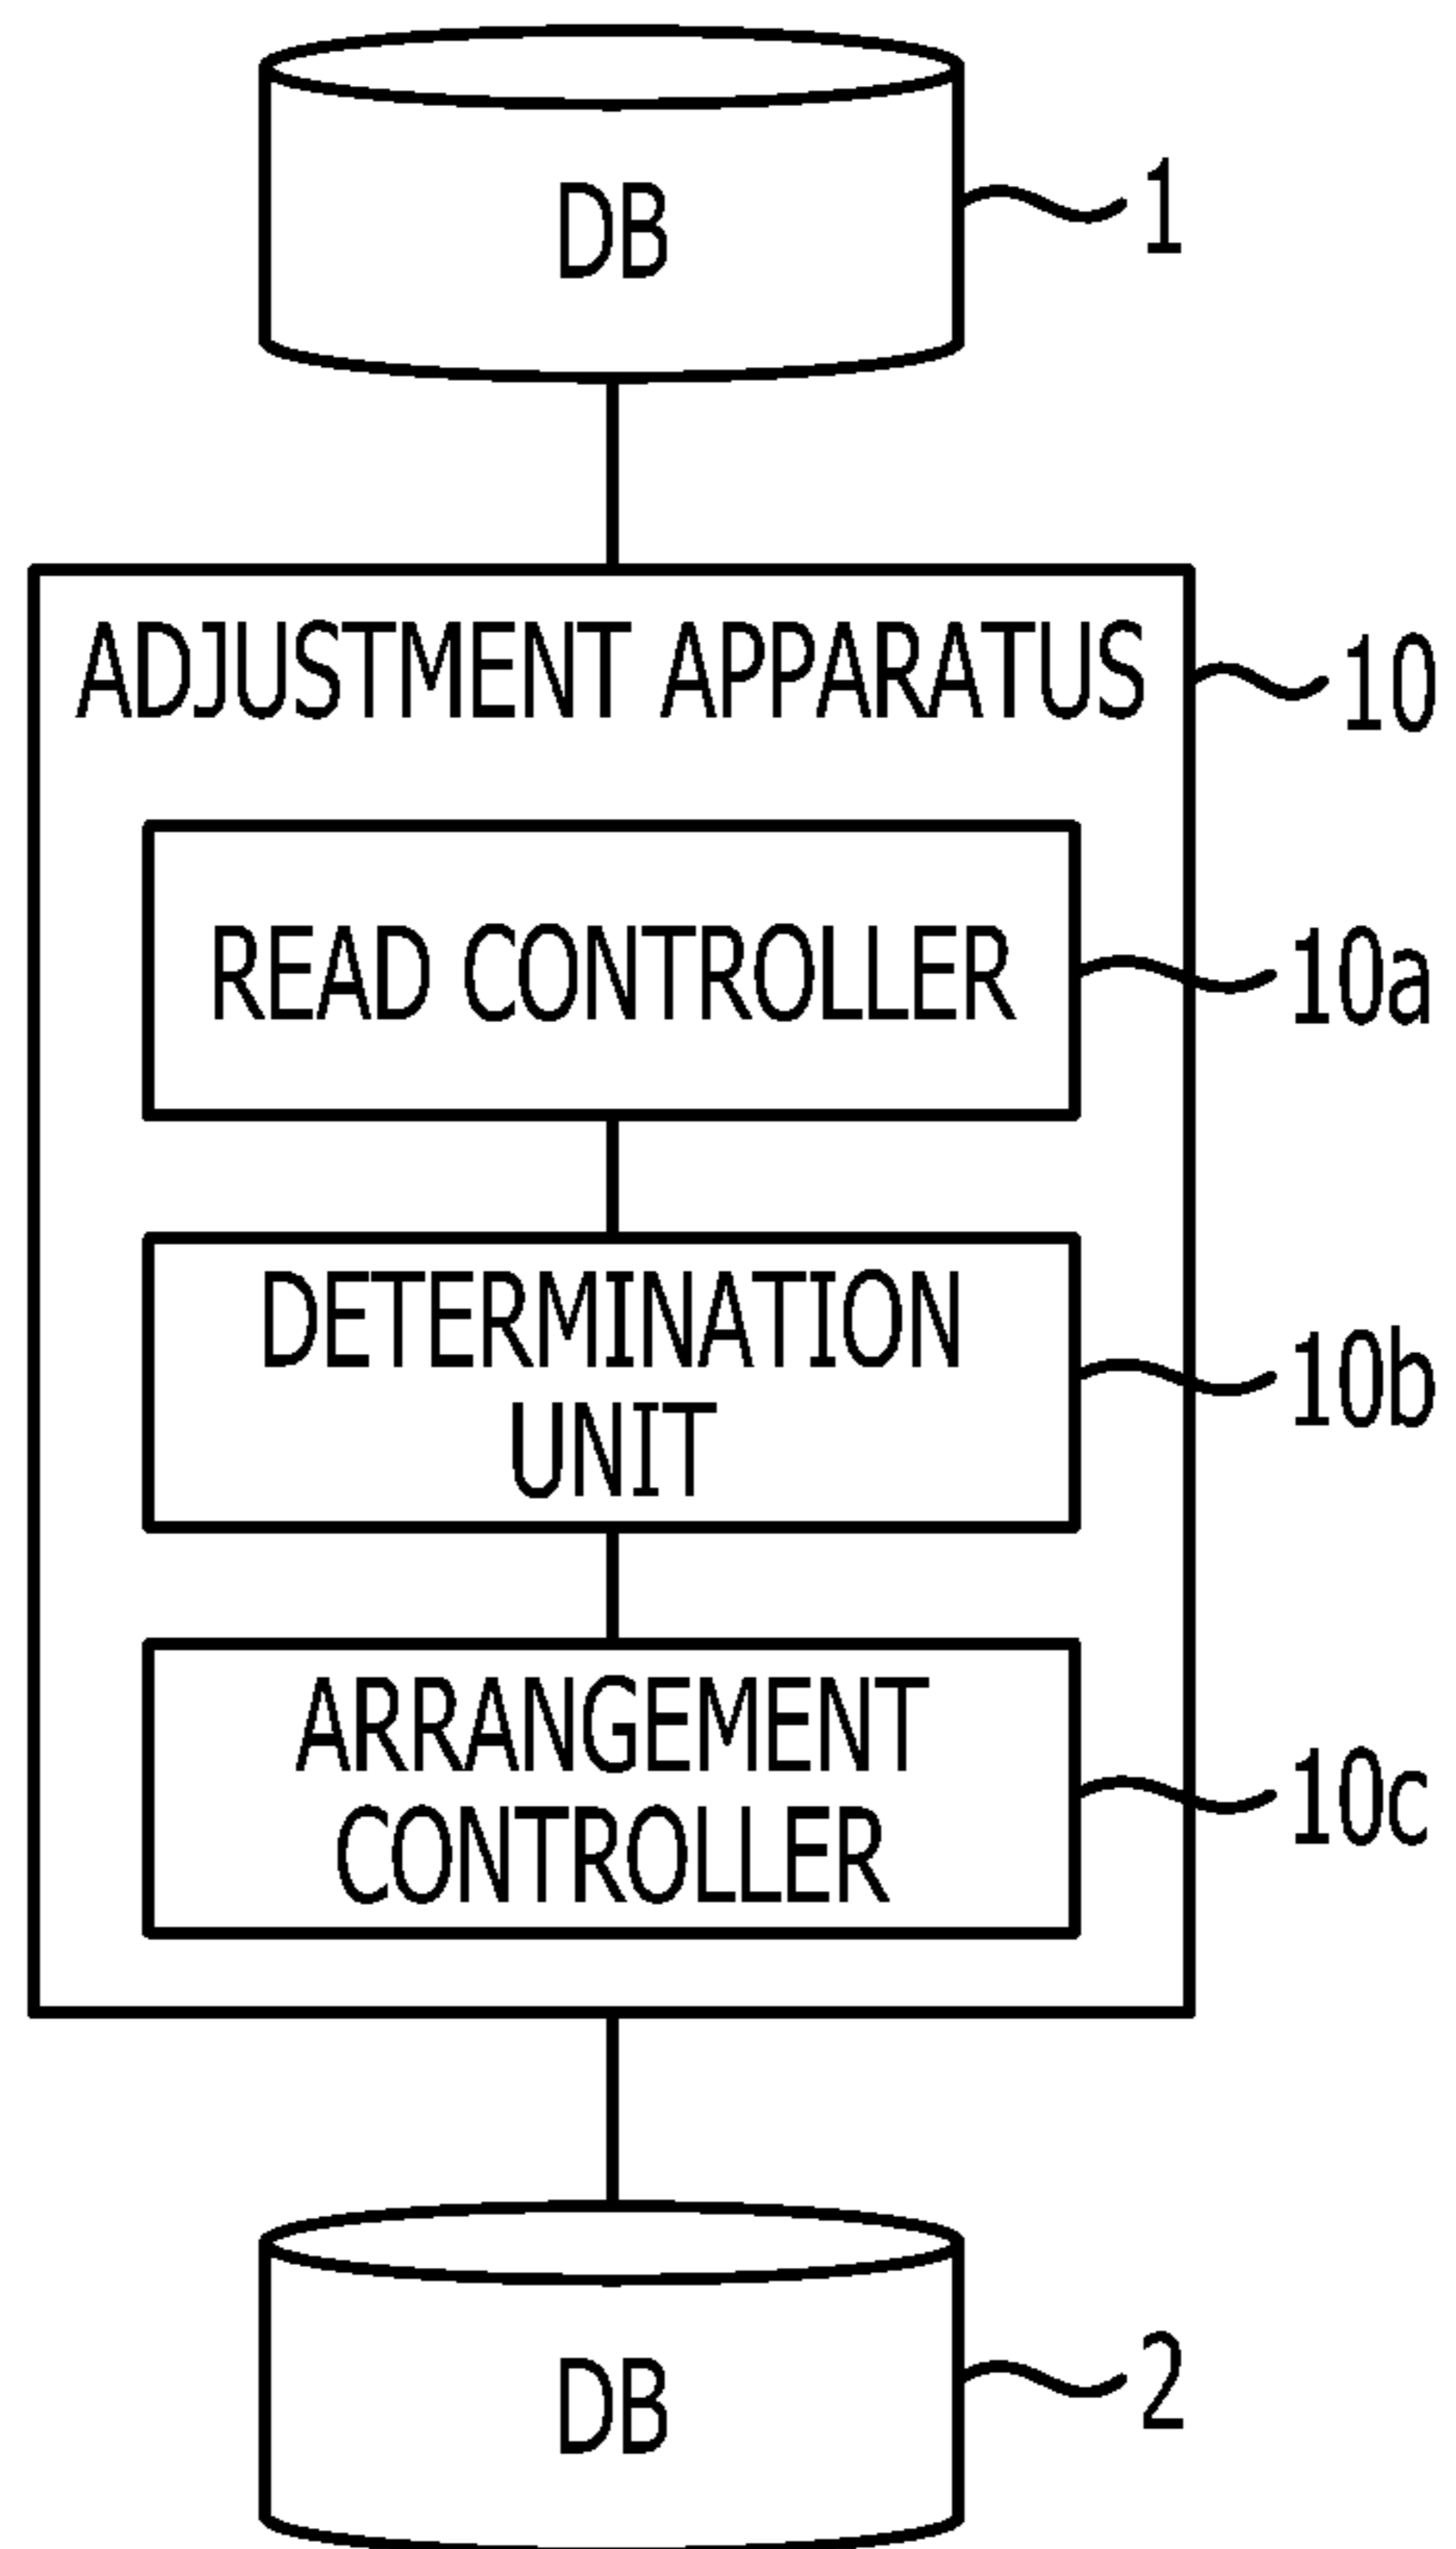 DB
1
ADJUSTMENT APPARATUS
10
READ CONTROLLER
10a
DETERMINATION
UNIT
10b
ARRANGEMENT
CONTROLLER
10c
DB
2